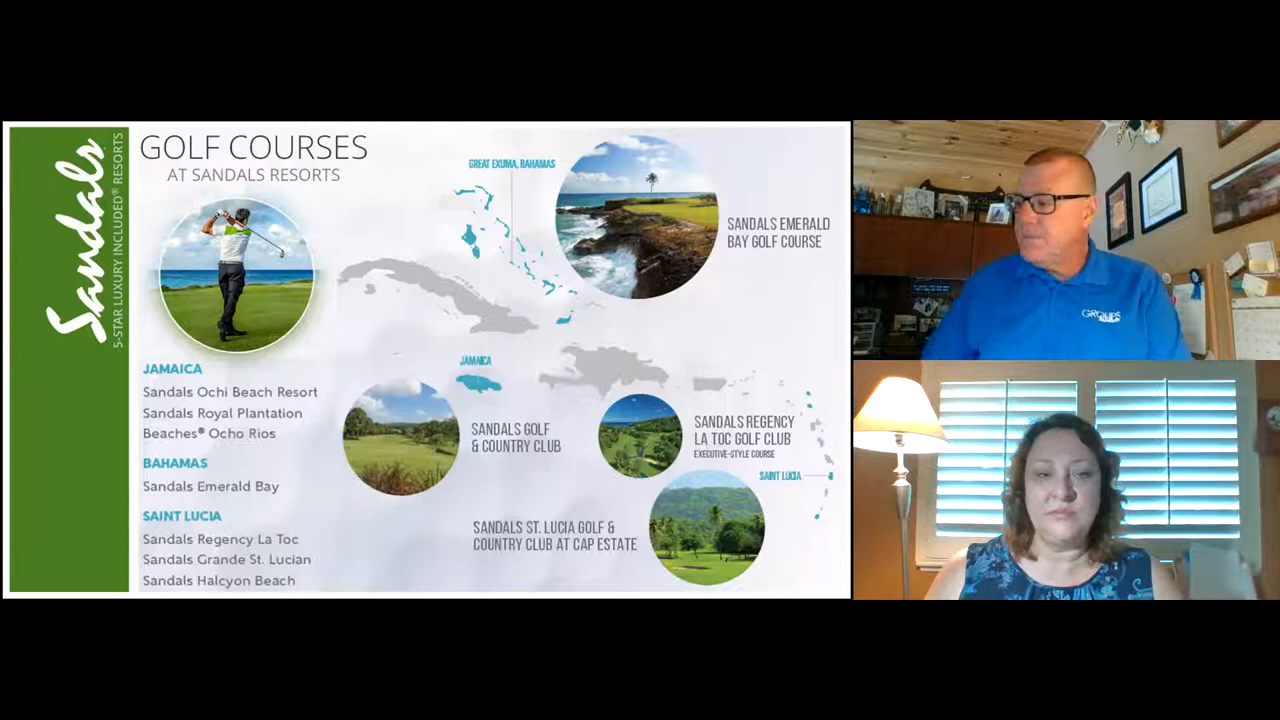 Sandals
5-STAR LUXURY INCLUDED® RESORTS
GOLF COURSES
AT SANDALS RESORTS
JAMAICA
Sandals Ochi Beach Resort
Sandals Royal Plantation
Beaches® Ocho Rios
BAHAMAS
Sandals Emerald Bay
SAINT LUCIA
Sandals Regency La Toc
Sandals Grande St. Lucian
Sandals Halcyon Beach
GREAT EXUMA, BAHAMAS
SANDALS EMERALD
BAY GOLF COURSE
JAMAICA
SANDALS GOLF
& COUNTRY CLUB
SANDALS REGENCY
LA TOC GOLF CLUB
EXECUTIVE-STYLE COURSE
SAINT LUCIA
SANDALS ST. LUCIA GOLF &
COUNTRY CLUB AT CAP ESTATE
GROUPS